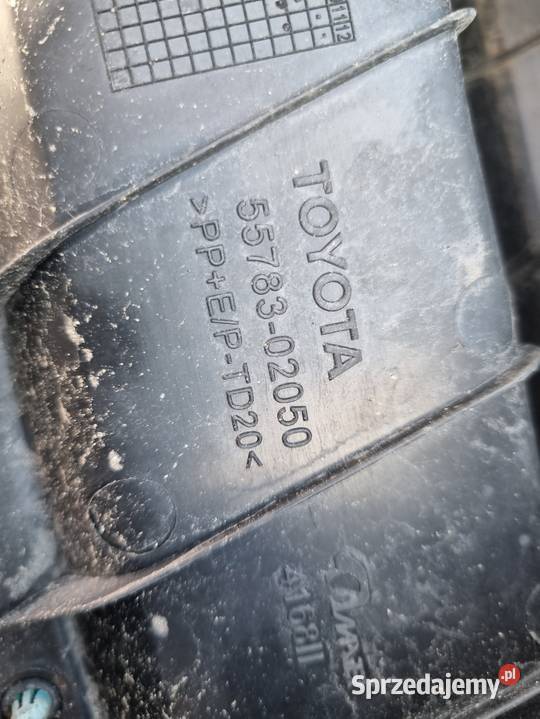 TOYOTA
55783-02050
>PP+E/P-TD20<
Sprzedajemy.pl